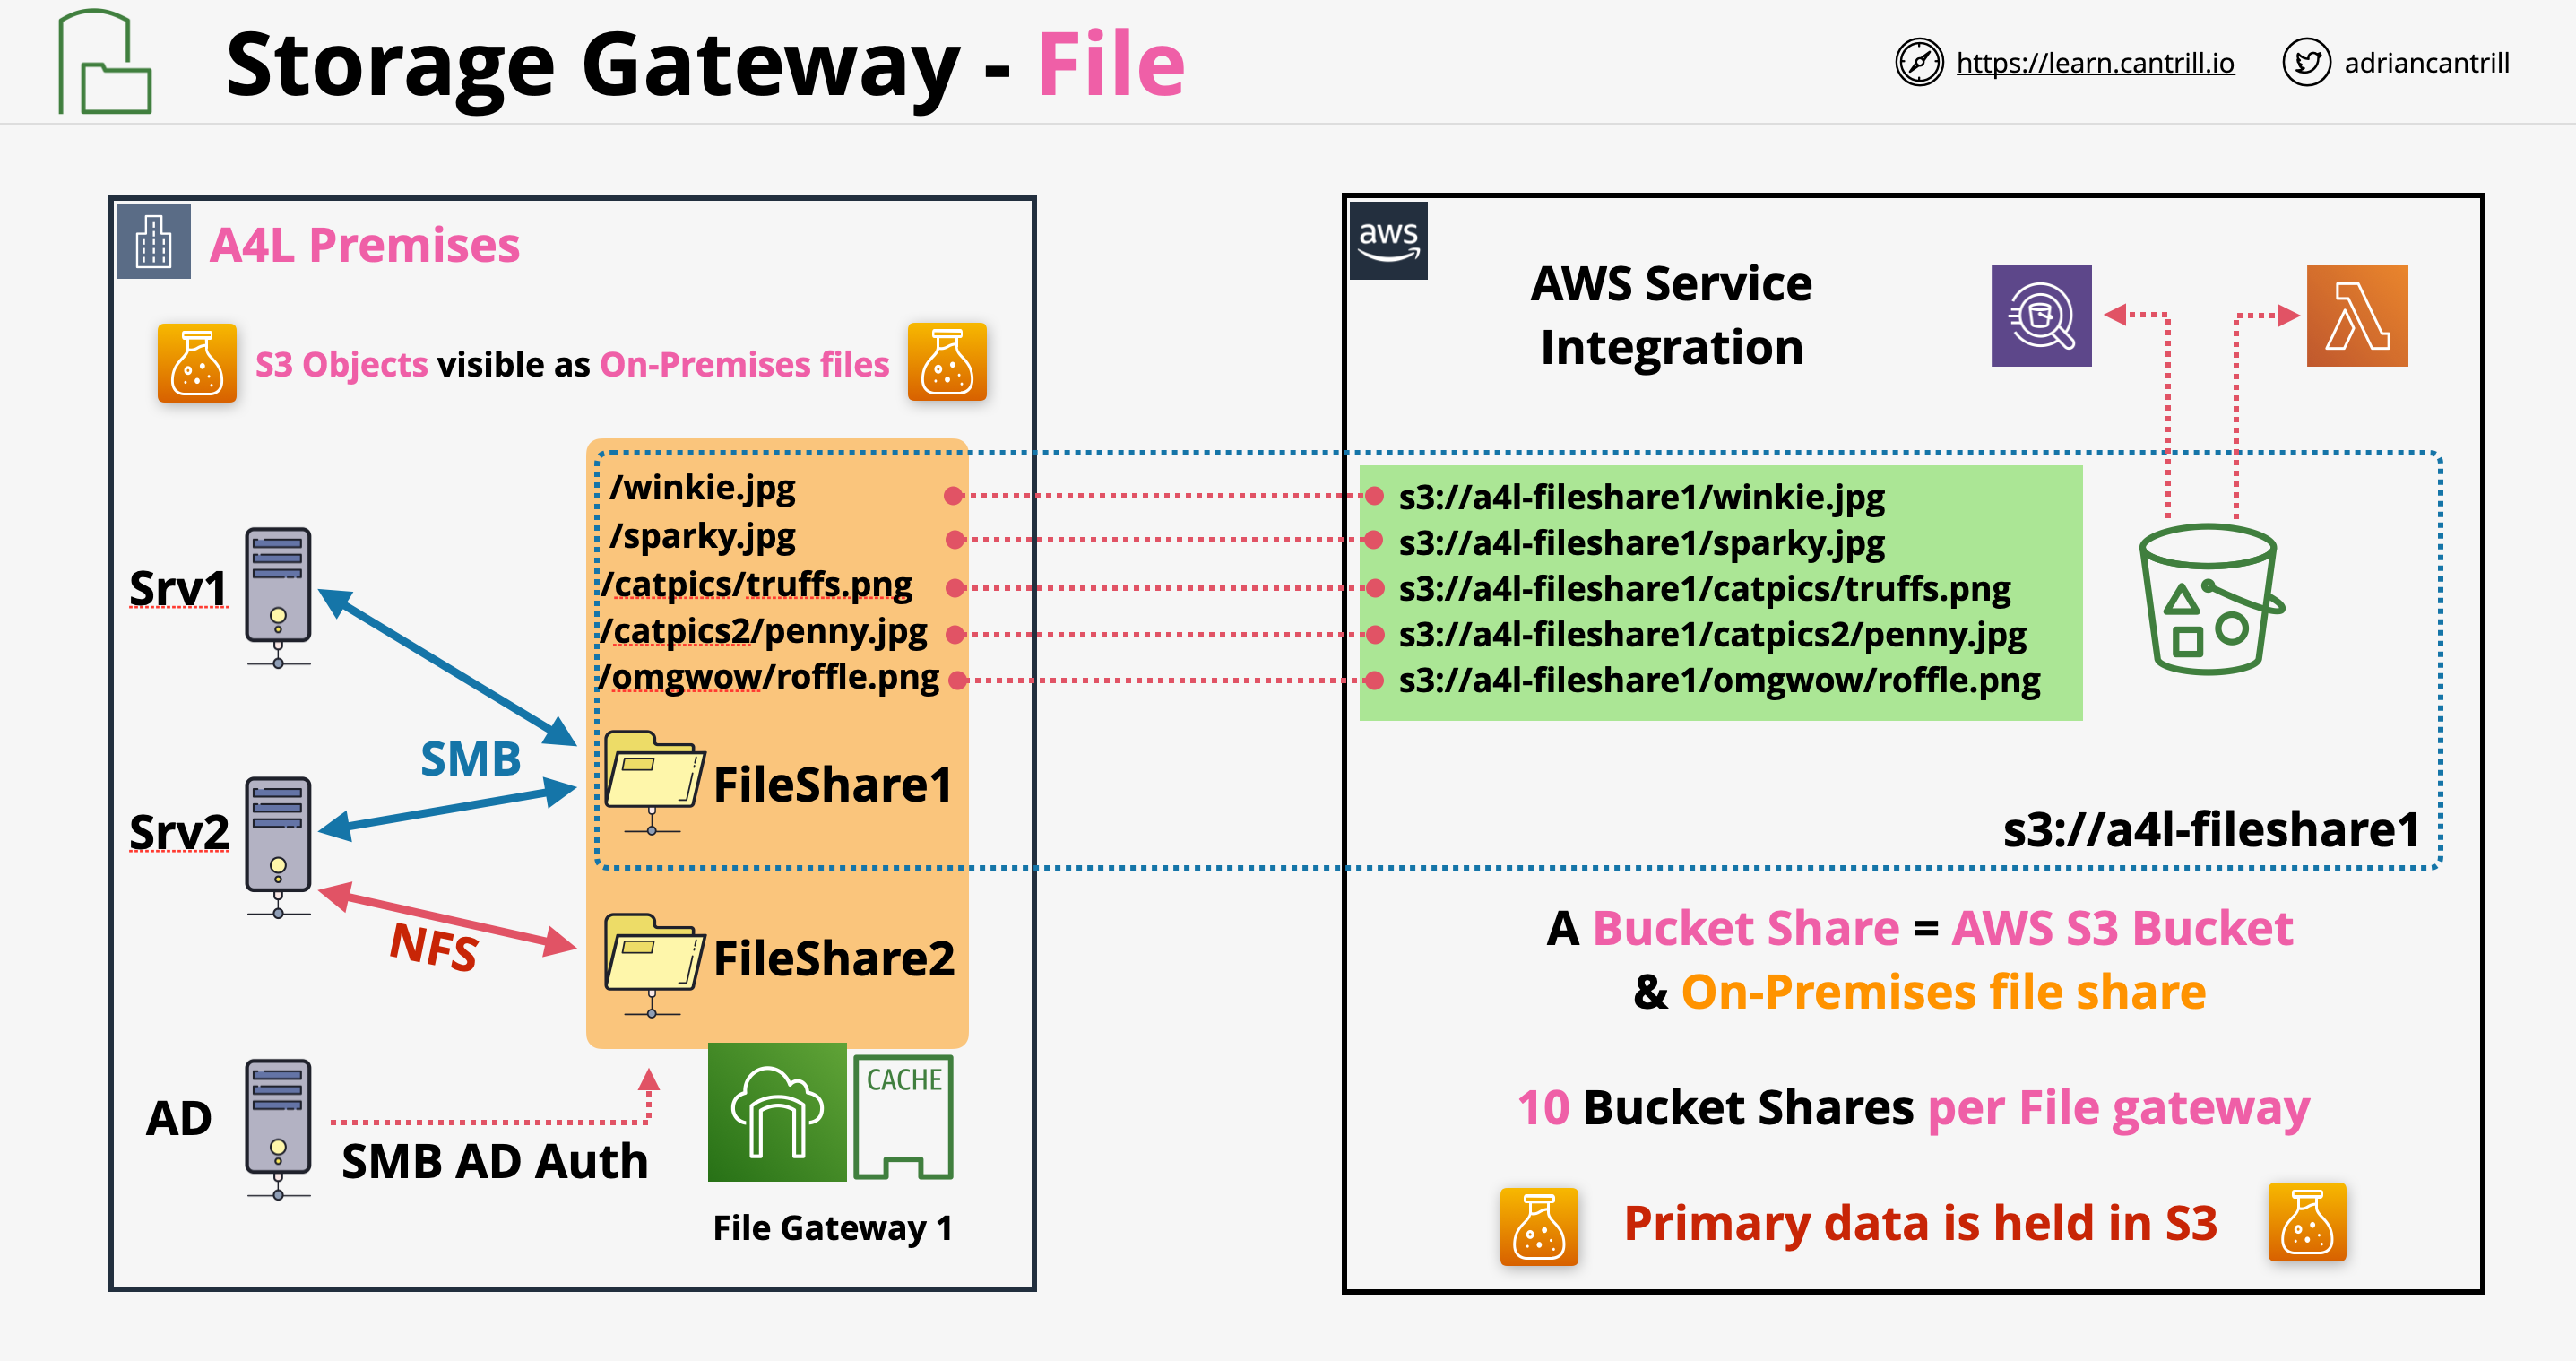 Storage Gateway - File
https://learn.cantrill.io
adriancantrill
A4L Premises
S3 Objects visible as On-Premises files
/winkie.jpg
/sparky.jpg
/catpics/truffs.png
/catpics2/penny.jpg
/omgwow/roffle.png
Srv1
SMB
FileShare1
Srv2
NFS
FileShare2
AD
SMB AD Auth
CACHE
File Gateway 1
aws
AWS Service
Integration
s3://a4l-fileshare1/winkie.jpg
s3://a4l-fileshare1/sparky.jpg
s3://a4l-fileshare1/catpics/truffs.png
s3://a4l-fileshare1/catpics2/penny.jpg
s3://a4l-fileshare1/omgwow/roffle.png
s3://a4l-fileshare1
A Bucket Share = AWS S3 Bucket
& On-Premises file share
10 Bucket Shares per File gateway
Primary data is held in S3